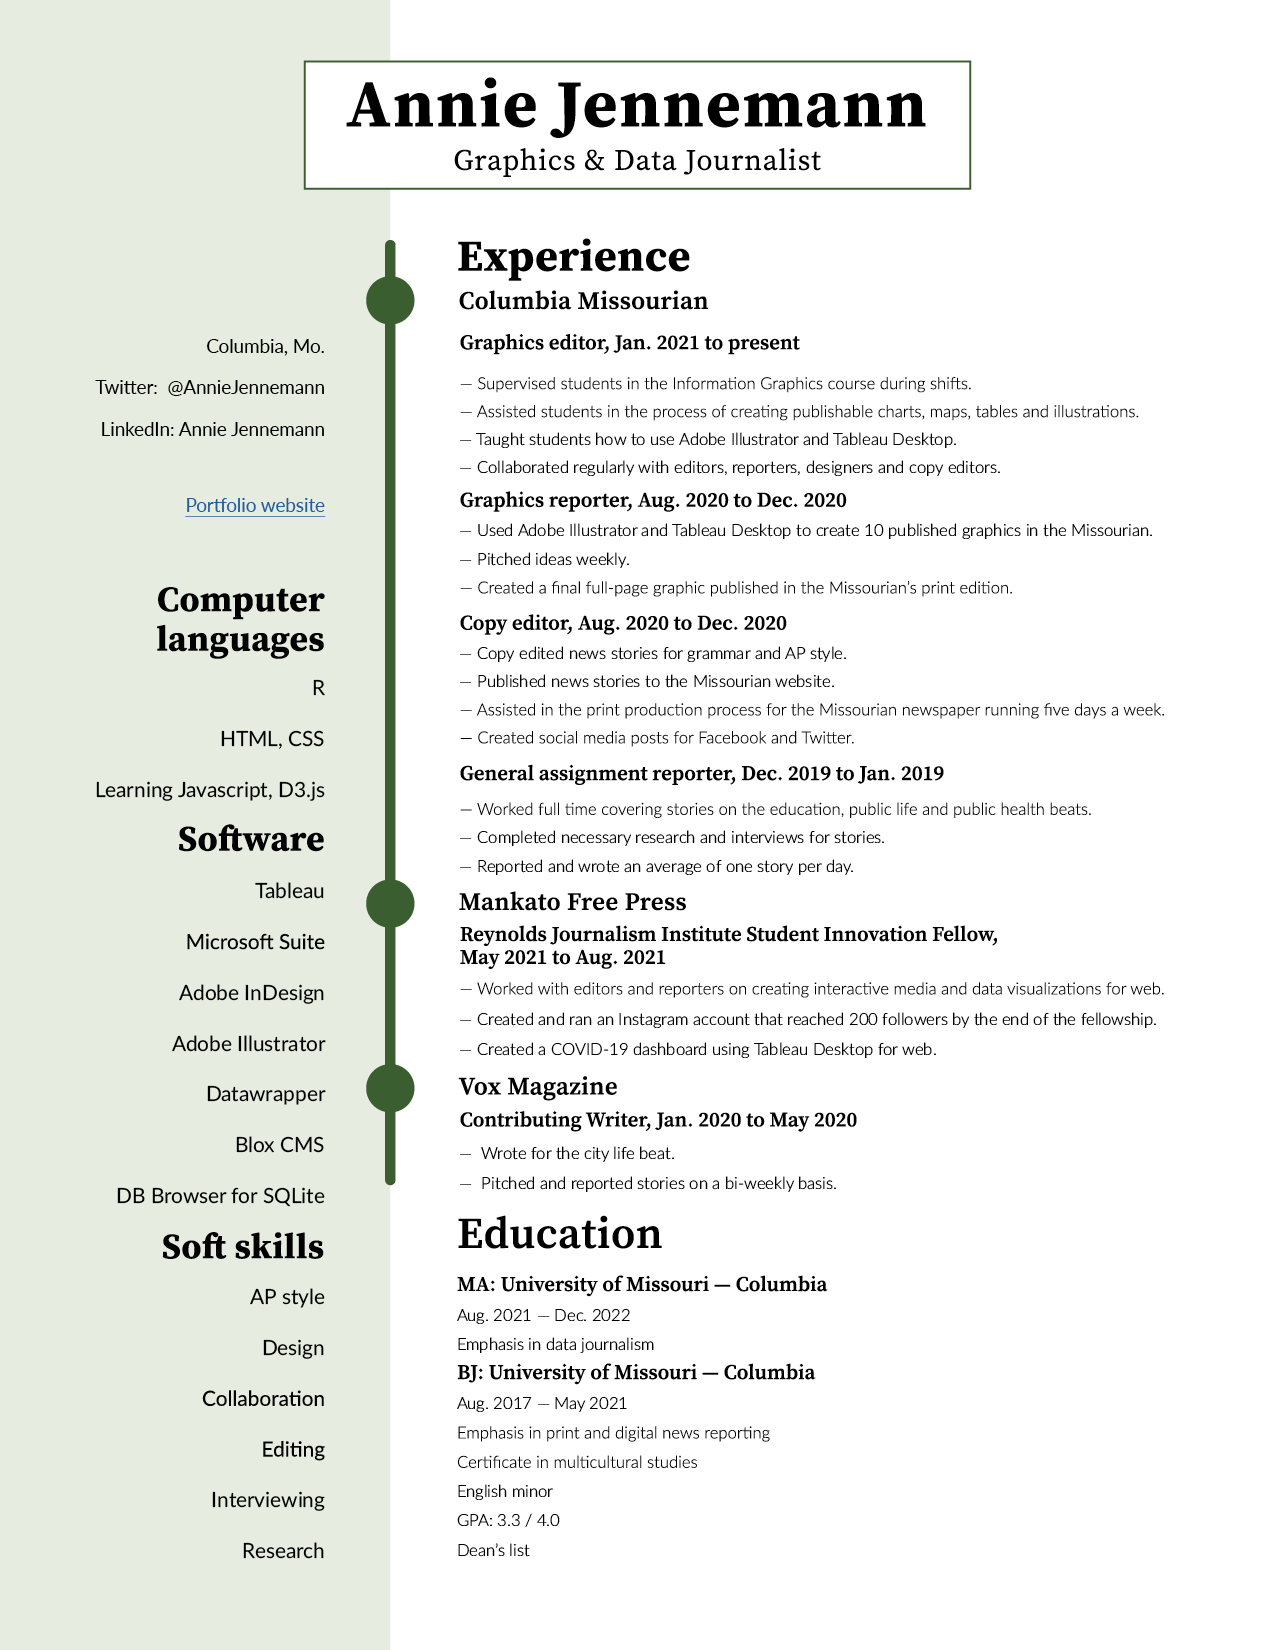 Annie Jennemann
Graphics & Data Journalist
Columbia, Mo.
Twitter:  @AnnieJennemann
LinkedIn: Annie Jennemann
Portfolio website
Computer
languages
R
HTML, CSS
Learning Javascript, D3.js
Software
Tableau
Microsoft Suite
Adobe InDesign
Adobe Illustrator
Datawrapper
Blox CMS
DB Browser for SQLite
Soft skills
AP style
Design
Collaboration
Editing
Interviewing
Research
Experience
Columbia Missourian
Graphics editor, Jan. 2021 to present
— Supervised students in the Information Graphics course during shifts.
— Assisted students in the process of creating publishable charts, maps, tables and illustrations.
— Taught students how to use Adobe Illustrator and Tableau Desktop.
— Collaborated regularly with editors, reporters, designers and copy editors.
Graphics reporter, Aug. 2020 to Dec. 2020
— Used Adobe Illustrator and Tableau Desktop to create 10 published graphics in the Missourian.
— Pitched ideas weekly.
— Created a final full-page graphic published in the Missourian’s print edition.
Copy editor, Aug. 2020 to Dec. 2020
— Copy edited news stories for grammar and AP style.
— Published news stories to the Missourian website.
— Assisted in the print production process for the Missourian newspaper running five days a week.
— Created social media posts for Facebook and Twitter.
General assignment reporter, Dec. 2019 to Jan. 2019
— Worked full time covering stories on the education, public life and public health beats.
— Completed necessary research and interviews for stories.
— Reported and wrote an average of one story per day.
Mankato Free Press
Reynolds Journalism Institute Student Innovation Fellow,
May 2021 to Aug. 2021
— Worked with editors and reporters on creating interactive media and data visualizations for web.
— Created and ran an Instagram account that reached 200 followers by the end of the fellowship.
— Created a COVID-19 dashboard using Tableau Desktop for web.
Vox Magazine
Contributing Writer, Jan. 2020 to May 2020
— Wrote for the city life beat.
— Pitched and reported stories on a bi-weekly basis.
Education
MA: University of Missouri — Columbia
Aug. 2021 — Dec. 2022
Emphasis in data journalism
BJ: University of Missouri — Columbia
Aug. 2017 — May 2021
Emphasis in print and digital news reporting
Certificate in multicultural studies
English minor
GPA: 3.3 / 4.0
Dean’s list